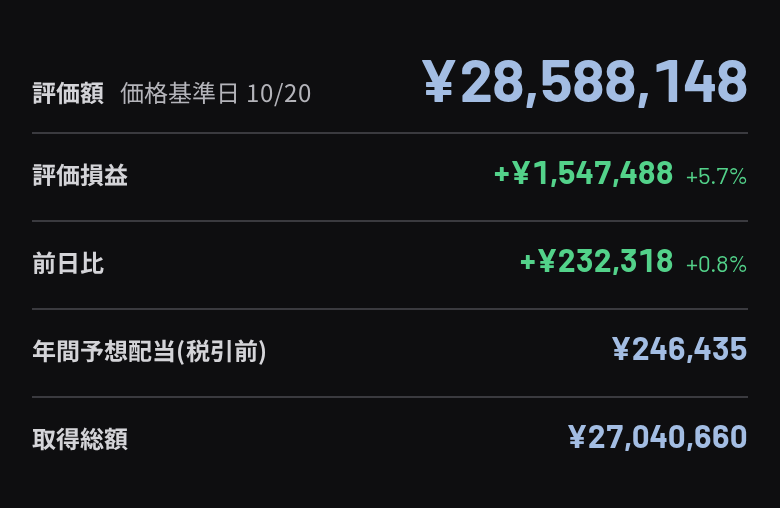 評価額 価格基準日 10/20 ¥28,588,148
評価損益 +¥1,547,488 +5.7%
前日比 +¥232,318 +0.8%
年間予想配当(税引前) ¥246,435
取得総額 ¥27,040,660